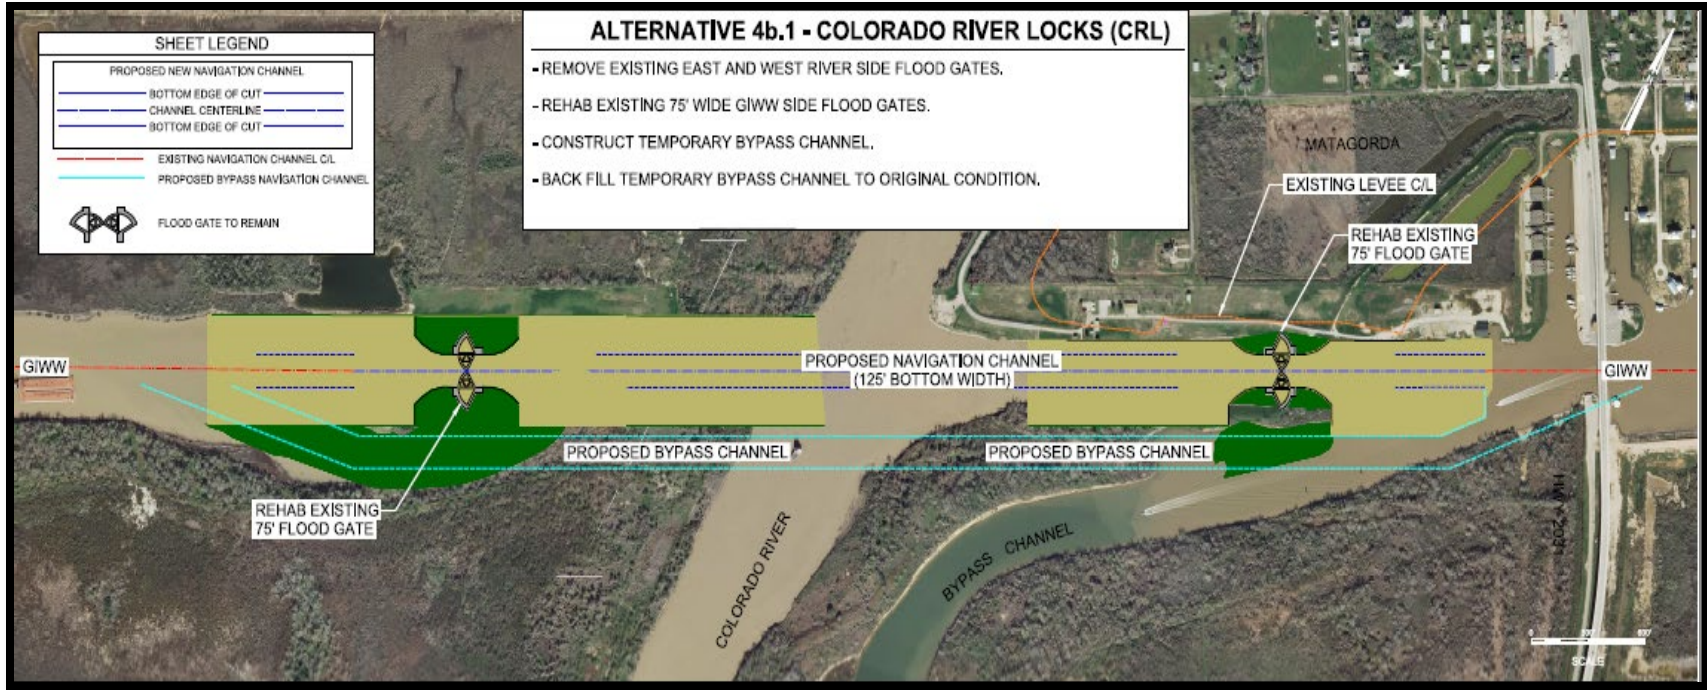 SHEET LEGEND
PROPOSED NEW NAVIGATION CHANNEL
BOTTOM EDGE OF CUT
CHANNEL CENTERLINE
BOTTOM EDGE OF CUT
EXISTING NAVIGATION CHANNEL C/L
PROPOSED BYPASS NAVIGATION CHANNEL
FLOOD GATE TO REMAIN
ALTERNATIVE 4b.1 - COLORADO RIVER LOCKS (CRL)
- REMOVE EXISTING EAST AND WEST RIVER SIDE FLOOD GATES.
- REHAB EXISTING 75' WIDE GIWW SIDE FLOOD GATES.
- CONSTRUCT TEMPORARY BYPASS CHANNEL.
- BACK FILL TEMPORARY BYPASS CHANNEL TO ORIGINAL CONDITION.
MATAGORDA
EXISTING LEVEE C/L
REHAB EXISTING
75' FLOOD GATE
GIWW
PROPOSED NAVIGATION CHANNEL
(125' BOTTOM WIDTH)
GIWW
PROPOSED BYPASS CHANNEL
PROPOSED BYPASS CHANNEL
REHAB EXISTING
75' FLOOD GATE
COLORADO RIVER
BYPASS CHANNEL
HWY 2031
0
SCALE